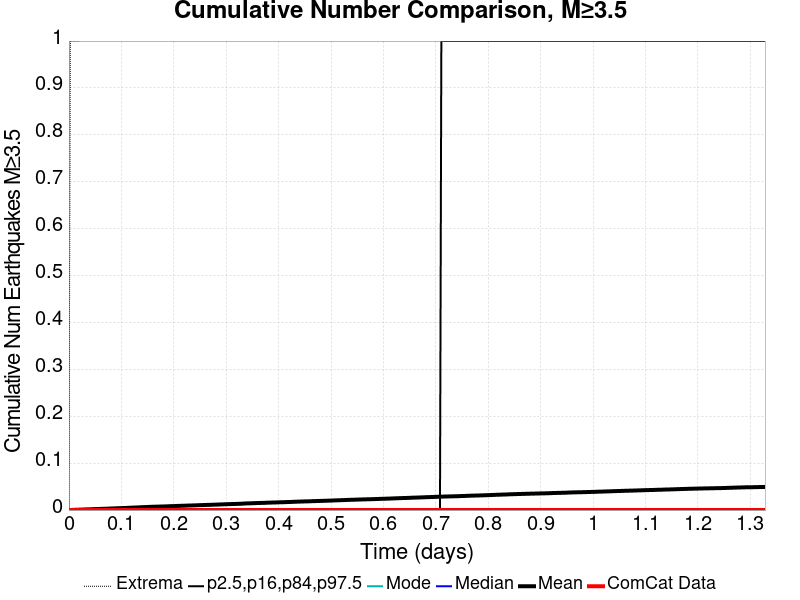 Cumulative Number Comparison, M≥3.5
Cumulative Num Earthquakes M≥3.5
1
0.9
0.8
0.7
0.6
0.5
0.4
0.3
0.2
0.1
0
0 0.1 0.2 0.3 0.4 0.5 0.6 0.7 0.8 0.9 1 1.1 1.2 1.3
Time (days)
Extrema p2.5,p16,p84,p97.5 Mode Median Mean ComCat Data